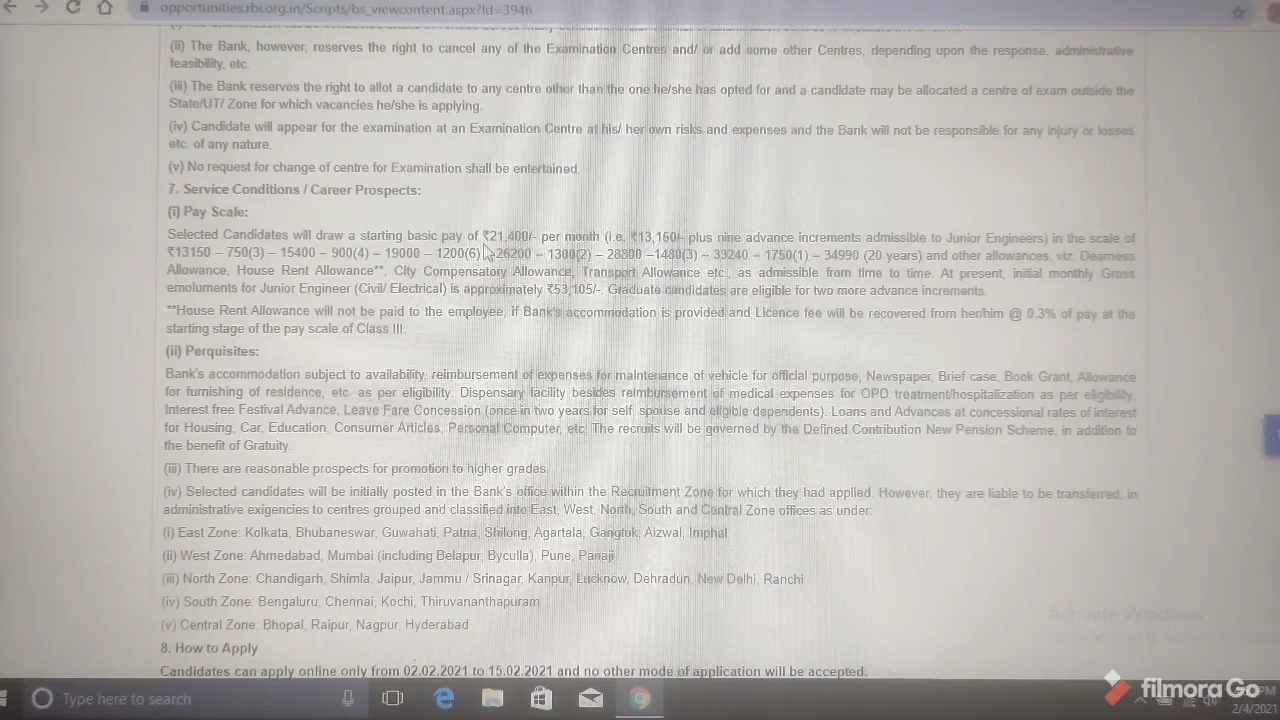 opportunities.rbi.org.in/Scripts/bs_viewcontent.aspx?Id=3946
(ii) The Bank, however, reserves the right to cancel any of the Examination Centres and/ or add some other Centres, depending upon the response, administrative
feasibility, etc.
(iii) The Bank reserves the right to allot a candidate to any centre other than the one he/she has opted for and a candidate may be allocated a centre of exam outside the
State/UT/ Zone for which vacancies he/she is applying.
(iv) Candidate will appear for the examination at an Examination Centre at his/ her own risks and expenses and the Bank will not be responsible for any injury or losses
etc. of any nature.
(v) No request for change of centre for Examination shall be entertained.
7. Service Conditions / Career Prospects:
(i) Pay Scale:
Selected Candidates will draw a starting basic pay of ₹21,400/- per month (i.e. ₹13,150/- plus nine advance increments admissible to Junior Engineers) in the scale of
₹13150 – 750(3) – 15400 – 900(4) – 19000 – 1200(6) – 26200 – 1300(2) – 28800 –1480(3) – 33240 – 1750(1) – 34990 (20 years) and other allowances, viz. Dearness
Allowance, House Rent Allowance**, City Compensatory Allowance, Transport Allowance etc., as admissible from time to time. At present, initial monthly Gross
emoluments for Junior Engineer (Civil/ Electrical) is approximately ₹53,105/-. Graduate candidates are eligible for two more advance increments.
**House Rent Allowance will not be paid to the employee, if Bank's accommodation is provided and Licence fee will be recovered from her/him @ 0.3% of pay at the
starting stage of the pay scale of Class III.
(ii) Perquisites:
Bank's accommodation subject to availability, reimbursement of expenses for maintenance of vehicle for official purpose, Newspaper, Brief case, Book Grant, Allowance
for furnishing of residence, etc. as per eligibility. Dispensary facility besides reimbursement of medical expenses for OPD treatment/hospitalization as per eligibility;
Interest free Festival Advance, Leave Fare Concession (once in two years for self, spouse and eligible dependents). Loans and Advances at concessional rates of interest
for Housing, Car, Education, Consumer Articles, Personal Computer, etc. The recruits will be governed by the Defined Contribution New Pension Scheme, in addition to
the benefit of Gratuity.
(iii) There are reasonable prospects for promotion to higher grades.
(iv) Selected candidates will be initially posted in the Bank's office within the Recruitment Zone for which they had applied. However, they are liable to be transferred, in
administrative exigencies to centres grouped and classified into East, West, North, South and Central Zone offices as under:
(i) East Zone: Kolkata, Bhubaneswar, Guwahati, Patna, Shilong, Agartala, Gangtok, Aizwal, Imphal
(ii) West Zone: Ahmedabad, Mumbai (including Belapur, Byculla), Pune, Panaji
(iii) North Zone: Chandigarh, Shimla, Jaipur, Jammu / Srinagar, Kanpur, Lucknow, Dehradun, New Delhi, Ranchi
(iv) South Zone: Bengaluru, Chennai, Kochi, Thiruvananthapuram
(v) Central Zone: Bhopal, Raipur, Nagpur, Hyderabad
Activate Windows
8. How to Apply
Candidates can apply online only from 02.02.2021 to 15.02.2021 and no other mode of application will be accepted.
Type here to search
filmora Go
PM
2/4/2021